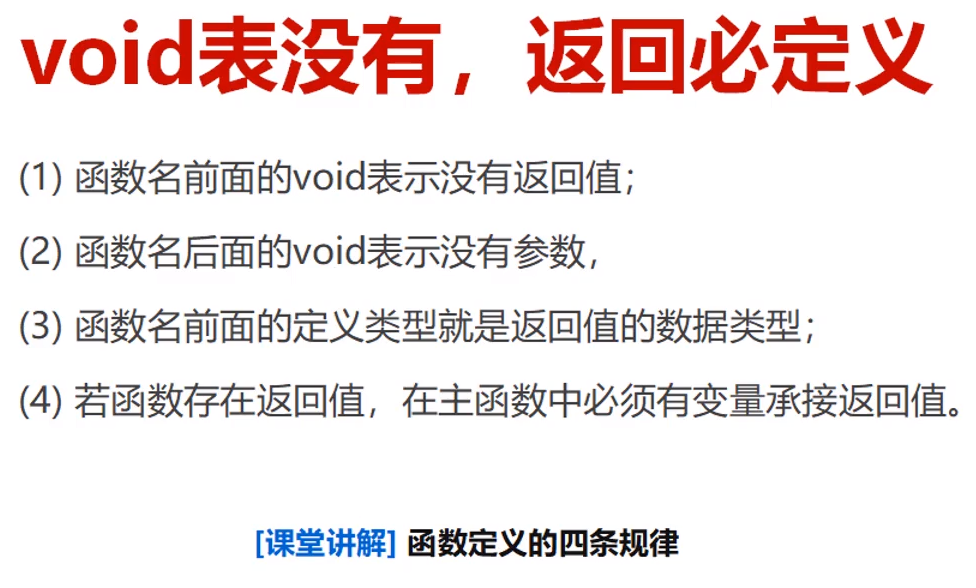 void表没有，返回必定义
(1) 函数名前面的void表示没有返回值；
(2) 函数名后面的void表示没有参数，
(3) 函数名前面的定义类型就是返回值的数据类型；
(4) 若函数存在返回值，在主函数中必须有变量承接返回值。
[课堂讲解] 函数定义的四条规律